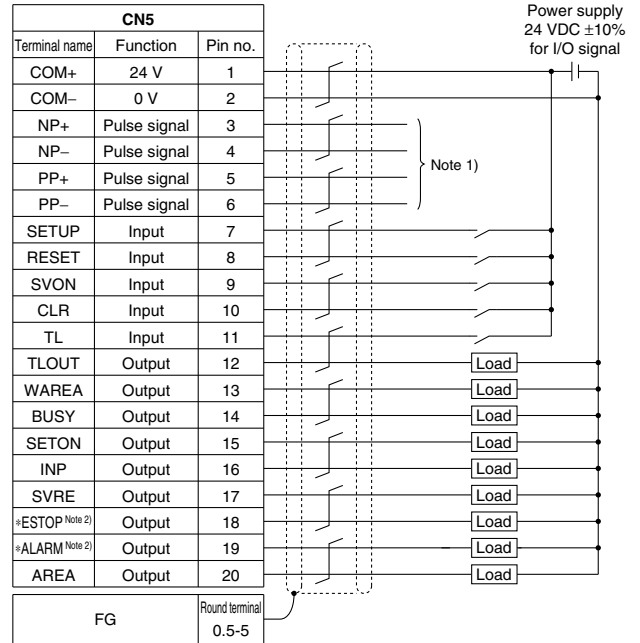 Power supply
24 VDC ±10%
for I/O signal
CN5
Terminal name Function Pin no.
COM+ 24 V 1
COM− 0 V 2
NP+ Pulse signal 3
NP− Pulse signal 4
PP+ Pulse signal 5
PP− Pulse signal 6
Note 1)
SETUP Input 7
RESET Input 8
SVON Input 9
CLR Input 10
TL Input 11
TLOUT Output 12 Load
WAREA Output 13 Load
BUSY Output 14 Load
SETON Output 15 Load
INP Output 16 Load
SVRE Output 17 Load
∗ESTOP Note 2) Output 18 Load
∗ALARM Note 2) Output 19 Load
AREA Output 20 Load
FG Round terminal
0.5-5